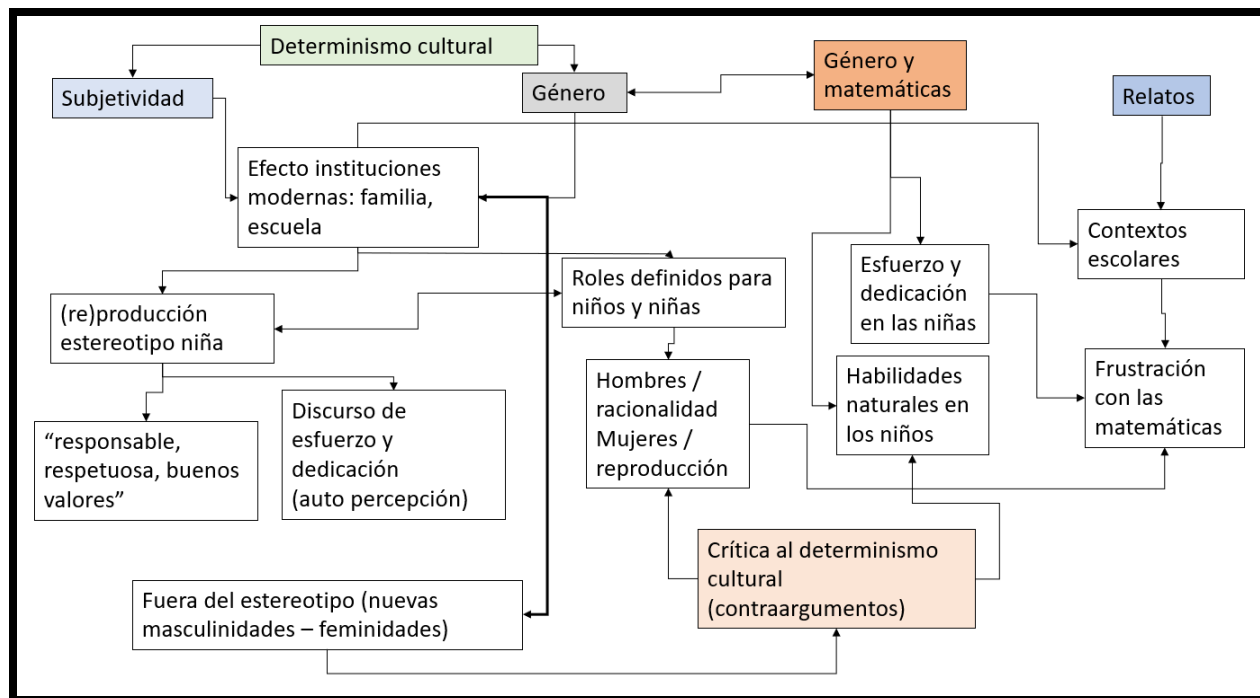 Determinismo cultural
Subjetividad
Género
Género y
matemáticas
Relatos
Efecto instituciones
modernas: familia,
escuela
Contextos
escolares
Roles definidos para
niños y niñas
Esfuerzo y
dedicación
en las niñas
(re)producción
estereotipo niña
Hombres /
racionalidad
Mujeres /
reproducción
Habilidades
naturales en
los niños
Frustración
con las
matemáticas
“responsable,
respetuosa, buenos
valores”
Discurso de
esfuerzo y
dedicación
(auto percepción)
Crítica al determinismo
cultural
(contraargumentos)
Fuera del estereotipo (nuevas
masculinidades – feminidades)